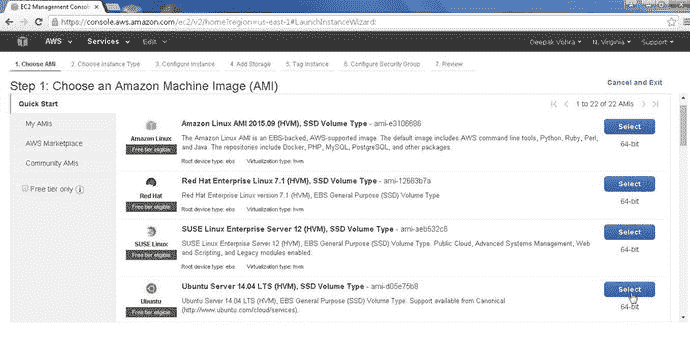 EC2 Management Consol
https://console.aws.amazon.com/ec2/v2/home?region=us-east-1#LaunchInstanceWizard:
AWS Services Edit Deepak Vohra N. Virginia Support
1. Choose AMI 2. Choose Instance Type 3. Configure Instance 4. Add Storage 5. Tag Instance 6. Configure Security Group 7. Review
Step 1: Choose an Amazon Machine Image (AMI) Cancel and Exit
Quick Start
1 to 22 of 22 AMIs
My AMIs
AWS Marketplace
Community AMIs
Free tier only
Amazon Linux
Free tier eligible
Amazon Linux AMI 2015.09 (HVM), SSD Volume Type - ami-e3106686
The Amazon Linux AMI is an EBS-backed, AWS-supported image. The default image includes AWS command line tools, Python, Ruby, Perl,
and Java. The repositories include Docker, PHP, MySQL, PostgreSQL, and other packages.
Root device type: ebs Virtualization type: hvm
Select
64-bit
Red Hat
Free tier eligible
Red Hat Enterprise Linux 7.1 (HVM), SSD Volume Type - ami-12663b7a
Red Hat Enterprise Linux version 7.1 (HVM), EBS General Purpose (SSD) Volume Type
Root device type: ebs Virtualization type: hvm
Select
64-bit
SUSE Linux
Free tier eligible
SUSE Linux Enterprise Server 12 (HVM), SSD Volume Type - ami-aeb532c6
SUSE Linux Enterprise Server 12 (HVM), EBS General Purpose (SSD) Volume Type. Public Cloud, Advanced Systems Management, Web
and Scripting, and Legacy modules enabled.
Root device type: ebs Virtualization type: hvm
Select
64-bit
Ubuntu
Free tier eligible
Ubuntu Server 14.04 LTS (HVM), SSD Volume Type - ami-d05e75b8
Ubuntu Server 14.04 LTS (HVM), EBS General Purpose (SSD) Volume Type. Support available from Canonical
(http://www.ubuntu.com/cloud/services).
Select
64-bit